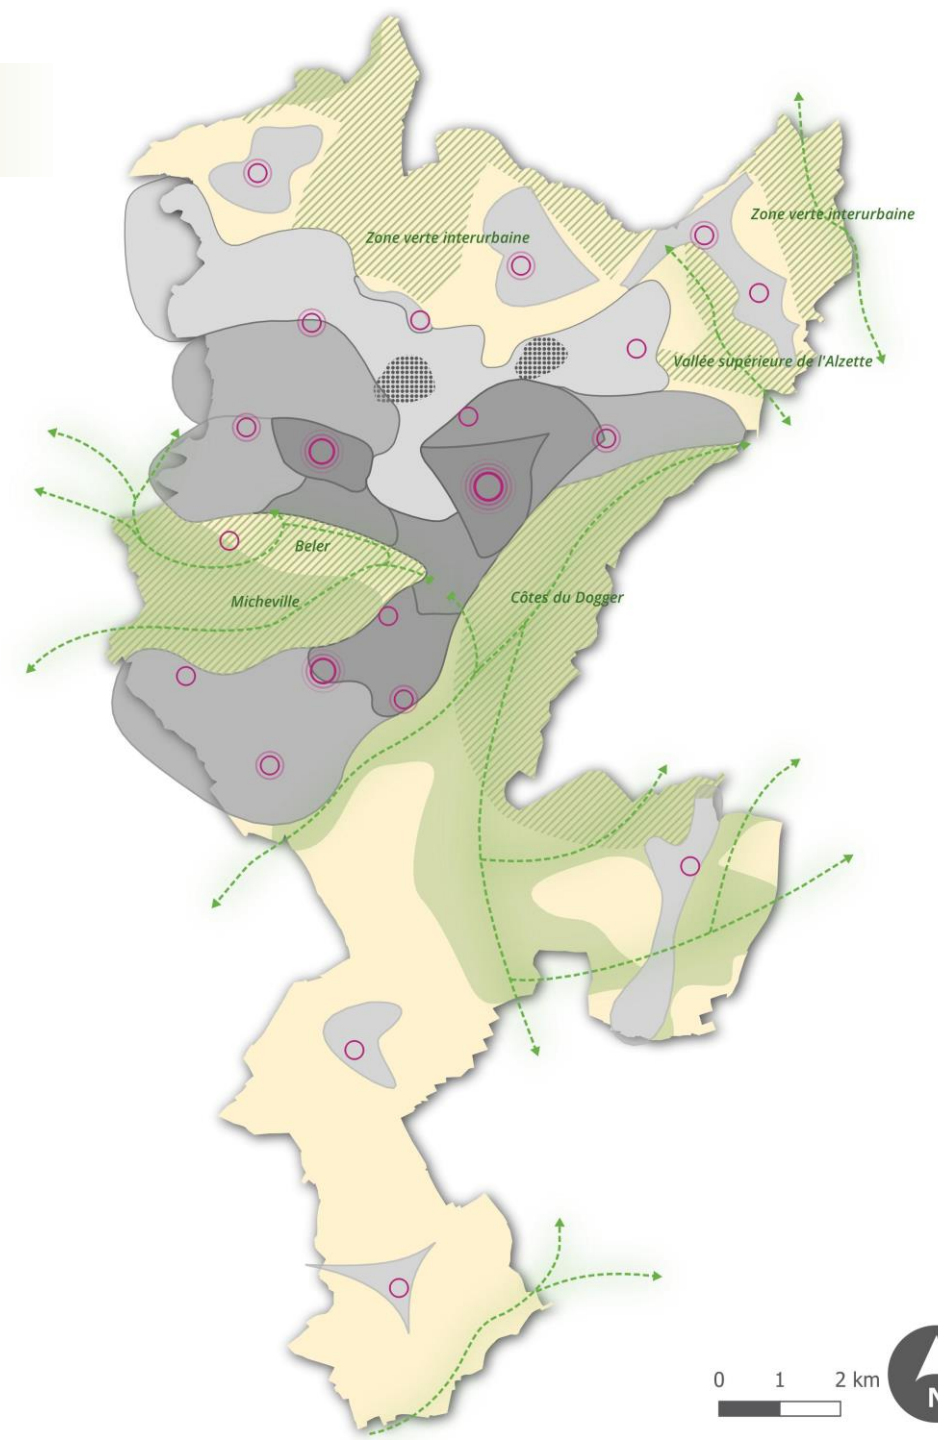 Zone verte interurbaine
Zone verte interurbaine
Vallée supérieure de l'Alzette
Beler
Côtes du Dogger
Micheville
0 1 2 km
N